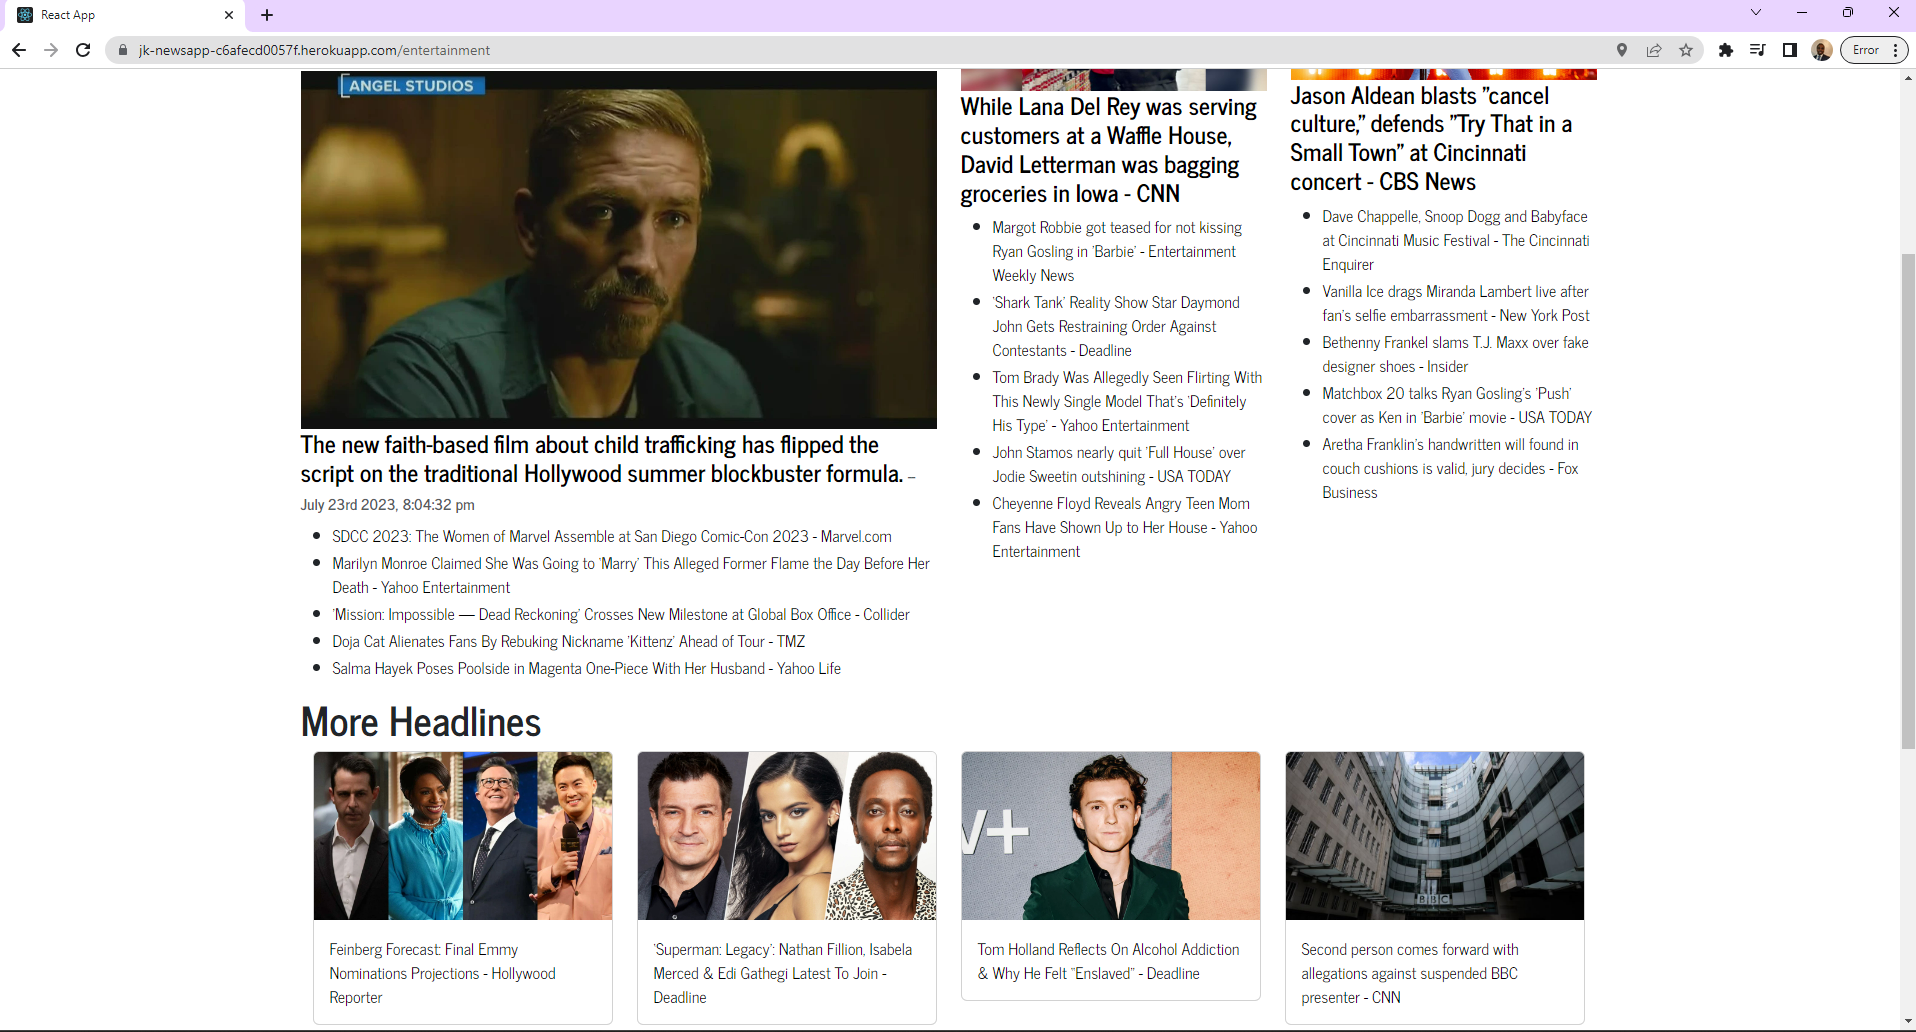 React App
jk-newsapp-c6afecd0057f.herokuapp.com/entertainment
Error
ANGEL STUDIOS
The new faith-based film about child trafficking has flipped the
script on the traditional Hollywood summer blockbuster formula. –
July 23rd 2023, 8:04:32 pm
SDCC 2023: The Women of Marvel Assemble at San Diego Comic-Con 2023 - Marvel.com
Marilyn Monroe Claimed She Was Going to 'Marry' This Alleged Former Flame the Day Before Her
Death - Yahoo Entertainment
'Mission: Impossible — Dead Reckoning' Crosses New Milestone at Global Box Office - Collider
Doja Cat Alienates Fans By Rebuking Nickname 'Kittenz' Ahead of Tour - TMZ
Salma Hayek Poses Poolside in Magenta One-Piece With Her Husband - Yahoo Life
While Lana Del Rey was serving
customers at a Waffle House,
David Letterman was bagging
groceries in Iowa - CNN
Margot Robbie got teased for not kissing
Ryan Gosling in 'Barbie' - Entertainment
Weekly News
'Shark Tank' Reality Show Star Daymond
John Gets Restraining Order Against
Contestants - Deadline
Tom Brady Was Allegedly Seen Flirting With
This Newly Single Model That's 'Definitely
His Type' - Yahoo Entertainment
John Stamos nearly quit 'Full House' over
Jodie Sweetin outshining - USA TODAY
Cheyenne Floyd Reveals Angry Teen Mom
Fans Have Shown Up to Her House - Yahoo
Entertainment
Jason Aldean blasts "cancel
culture," defends "Try That in a
Small Town" at Cincinnati
concert - CBS News
Dave Chappelle, Snoop Dogg and Babyface
at Cincinnati Music Festival - The Cincinnati
Enquirer
Vanilla Ice drags Miranda Lambert live after
fan's selfie embarrassment - New York Post
Bethenny Frankel slams T.J. Maxx over fake
designer shoes - Insider
Matchbox 20 talks Ryan Gosling's 'Push'
cover as Ken in 'Barbie' movie - USA TODAY
Aretha Franklin's handwritten will found in
couch cushions is valid, jury decides - Fox
Business
More Headlines
Feinberg Forecast: Final Emmy
Nominations Projections - Hollywood
Reporter
'Superman: Legacy': Nathan Fillion, Isabela
Merced & Edi Gathegi Latest To Join -
Deadline
V+
Tom Holland Reflects On Alcohol Addiction
& Why He Felt "Enslaved" - Deadline
BBC
Second person comes forward with
allegations against suspended BBC
presenter - CNN